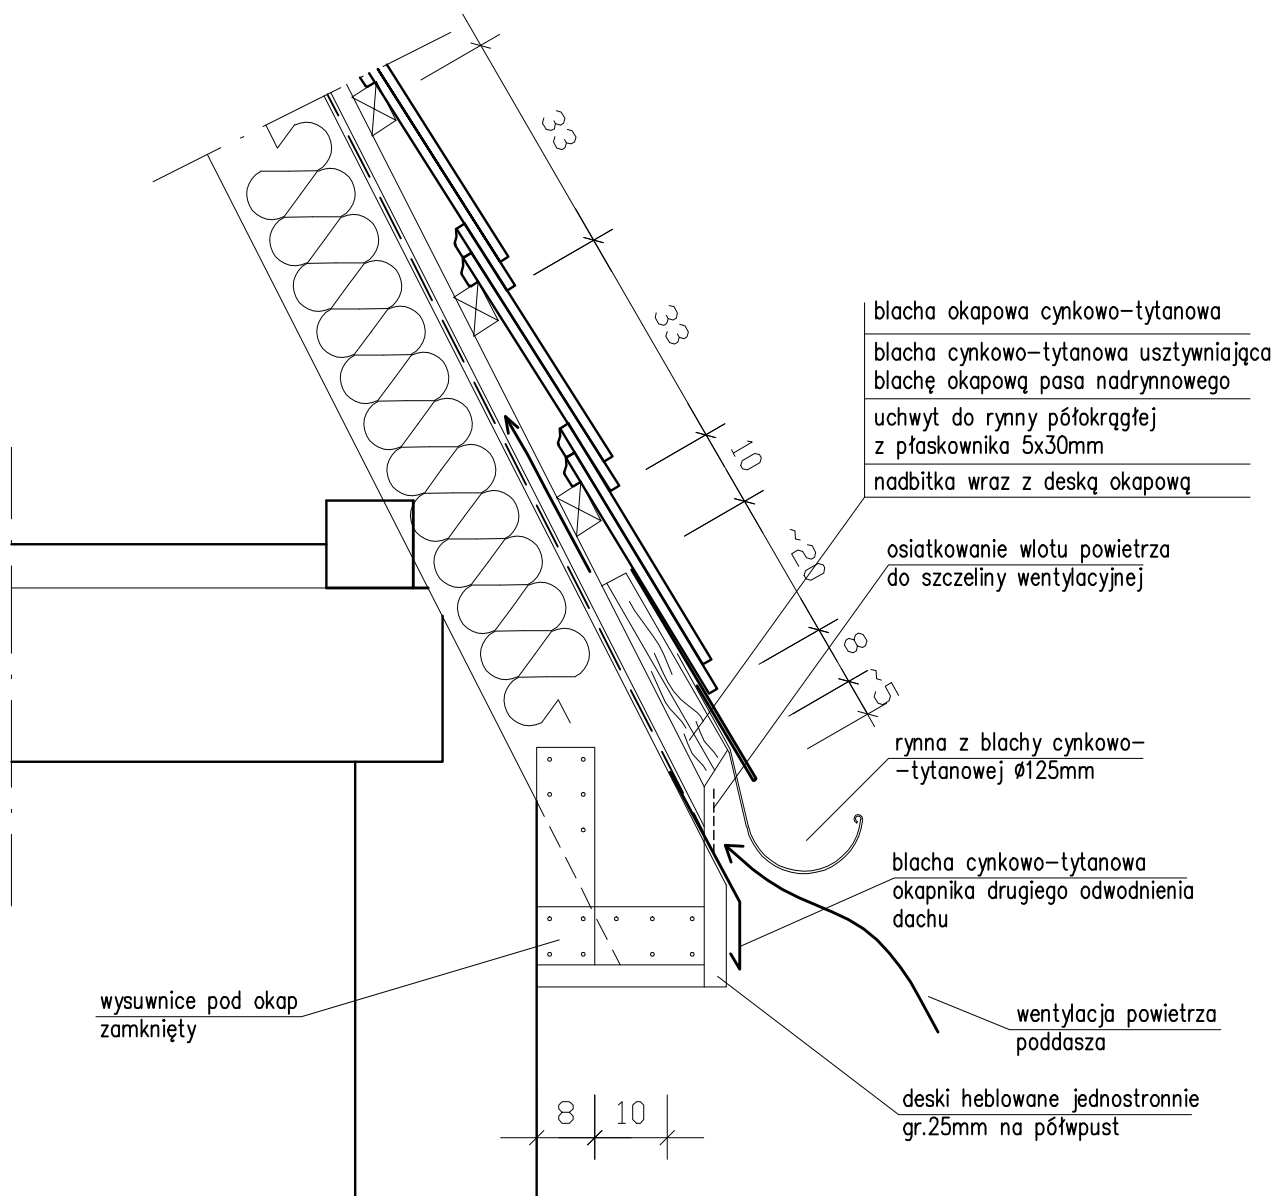 33
33
10
~20
8
~5
blacha okapowa cynkowo-tytanowa
blacha cynkowo-tytanowa usztywniająca
blachę okapową pasa nadrynnowego
uchwyt do rynny półokrągłej
z płaskownika 5x30mm
nadbitka wraz z deską okapową
osiatkowanie wlotu powietrza
do szczeliny wentylacyjnej
rynna z blachy cynkowo-
-tytanowej Ø125mm
blacha cynkowo-tytanowa
okapnika drugiego odwodnienia
dachu
wysuwnice pod okap
zamknięty
wentylacja powietrza
poddasza
deski heblowane jednostronnie
gr.25mm na półwpust
8 10